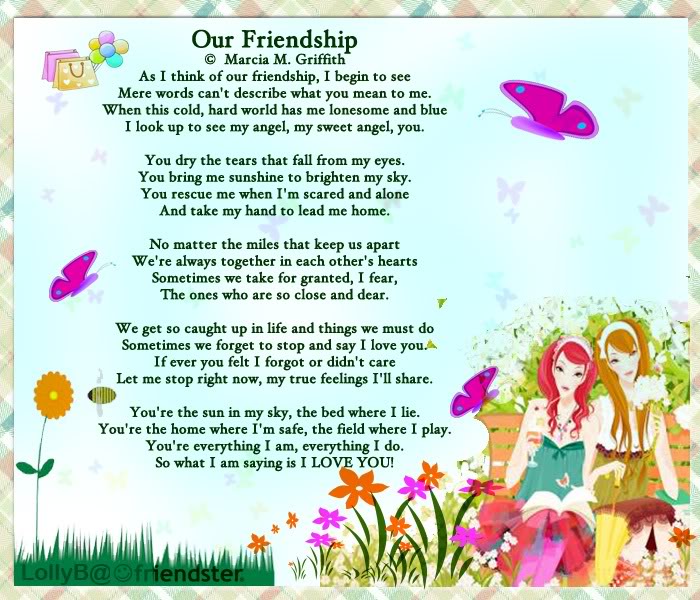 Our Friendship
© Marcia M. Griffith
As I think of our friendship, I begin to see
Mere words can't describe what you mean to me.
When this cold, hard world has me lonesome and blue
I look up to see my angel, my sweet angel, you.
You dry the tears that fall from my eyes.
You bring me sunshine to brighten my sky.
You rescue me when I'm scared and alone
And take my hand to lead me home.
No matter the miles that keep us apart
We're always together in each other's hearts
Sometimes we take for granted, I fear,
The ones who are so close and dear.
We get so caught up in life and things we must do
Sometimes we forget to stop and say I love you.
If ever you felt I forgot or didn't care
Let me stop right now, my true feelings I'll share.
You're the sun in my sky, the bed where I lie.
You're the home where I'm safe, the field where I play.
You're everything I am, everything I do.
So what I am saying is I LOVE YOU!
LollyB@friendster